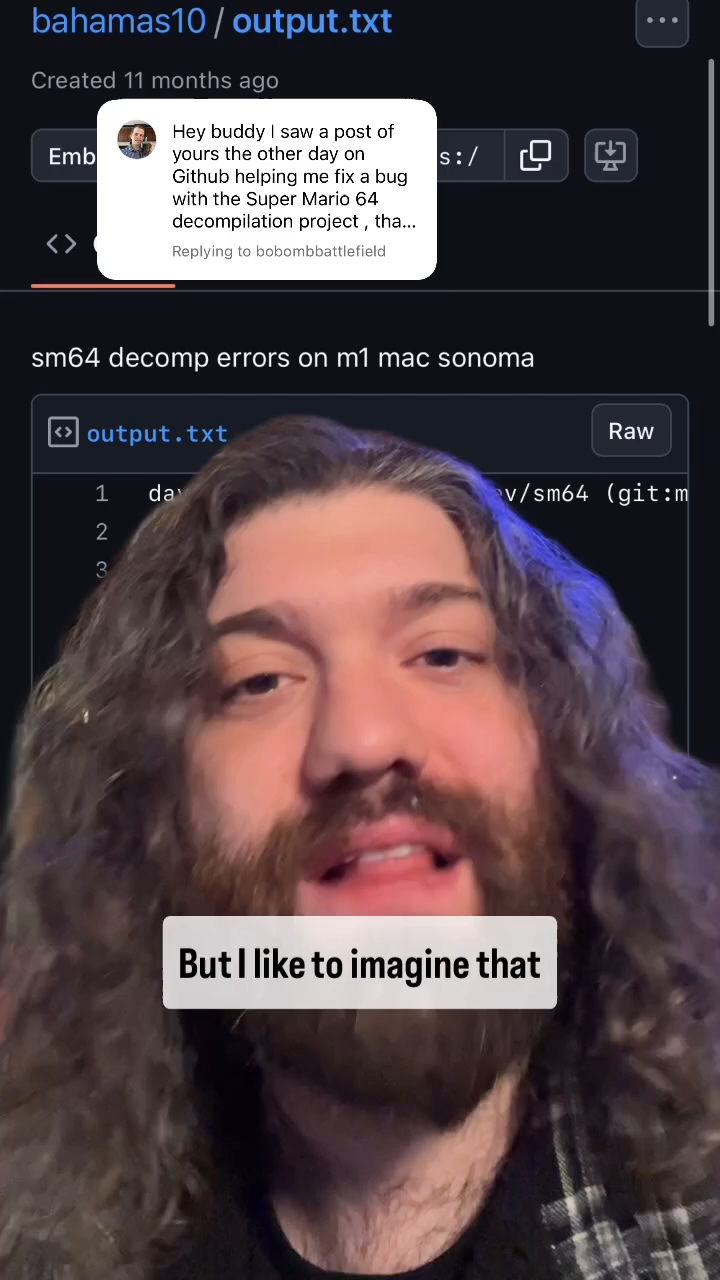 bahamas10 / output.txt
Created 11 months ago
Hey buddy I saw a post of
yours the other day on
Github helping me fix a bug
with the Super Mario 64
decompilation project , tha...
Replying to bobombbattlefield
Emb
s:/
sm64 decomp errors on m1 mac sonoma
output.txt
Raw
1 dav v/sm64 (git:m
2
3
But I like to imagine that